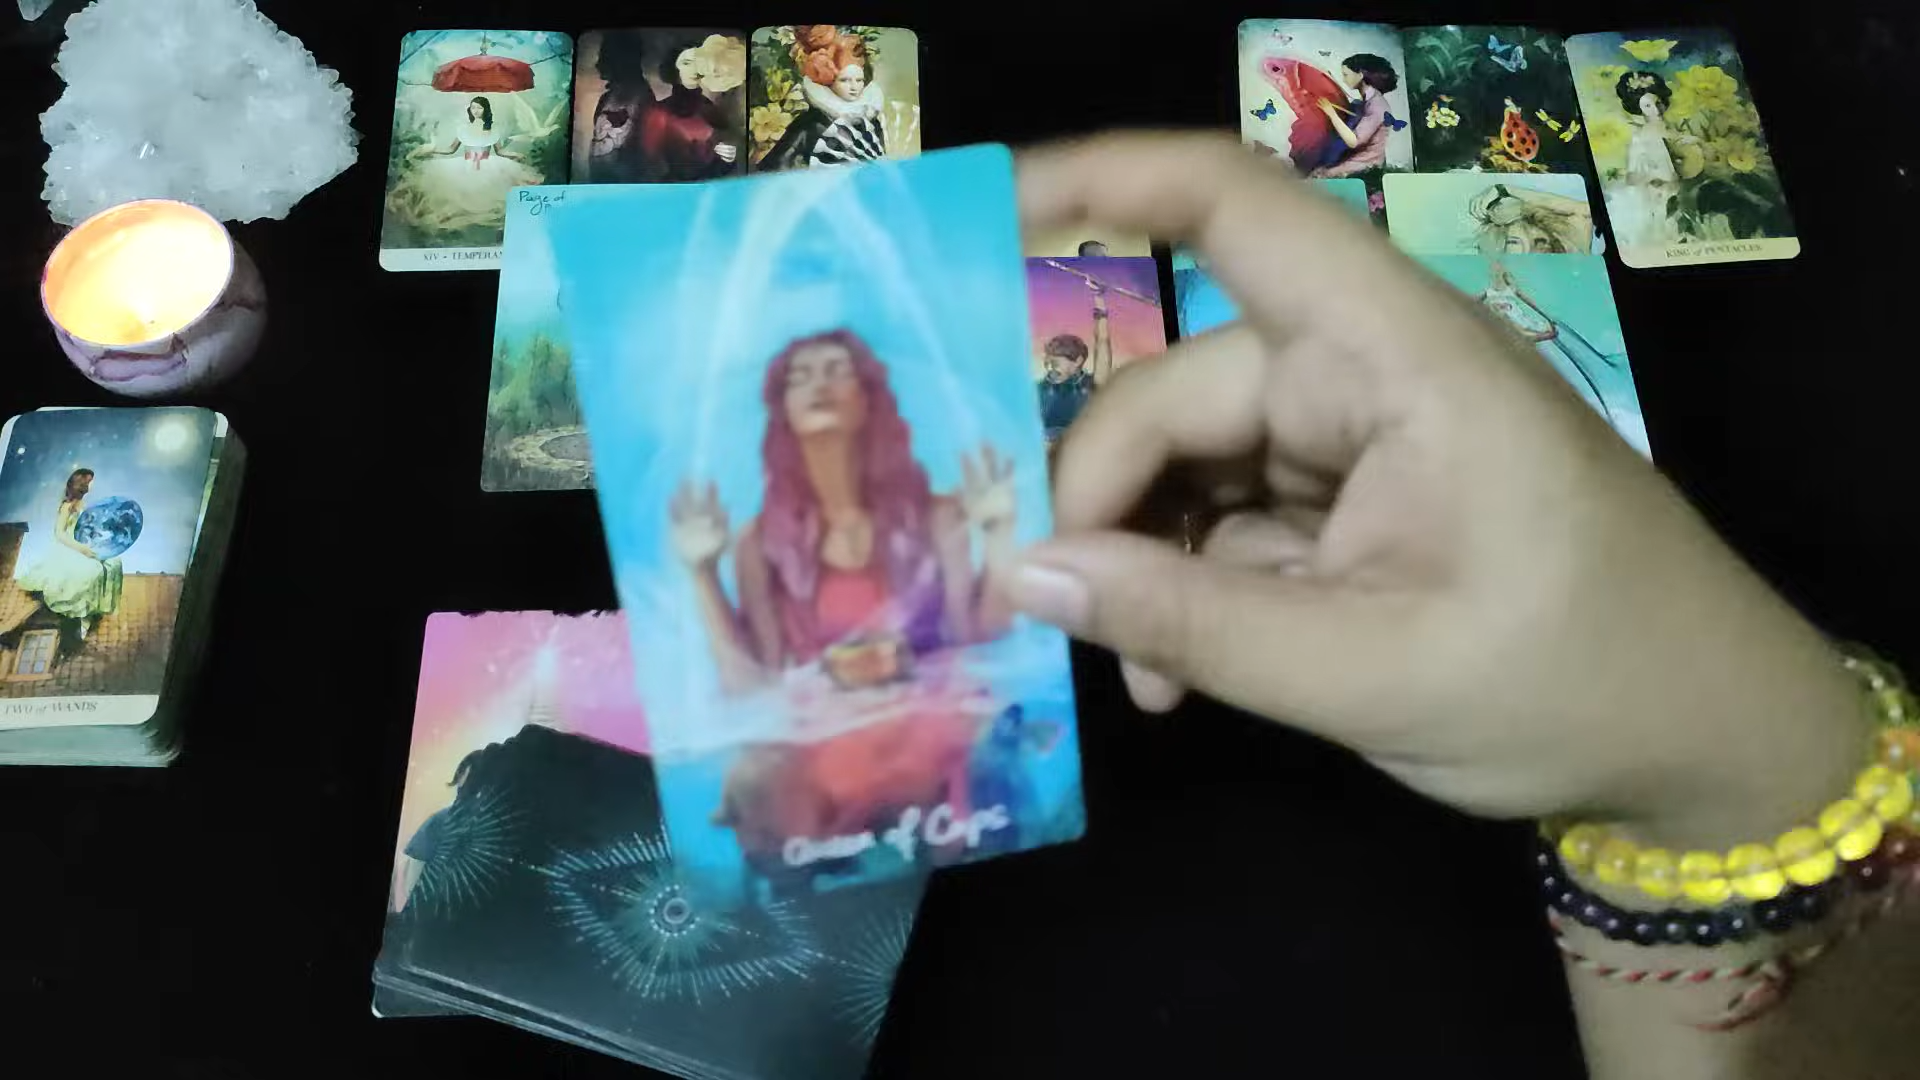 XIV • TEMPERAN
KING of PENTACLES
Page of
TWO of WANDS
Queen of Cups